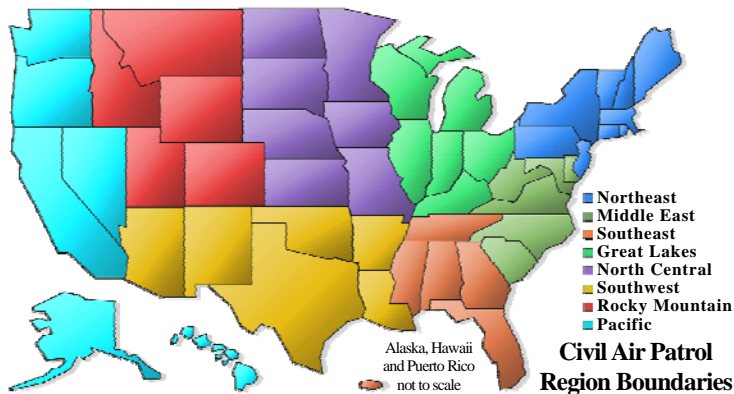 Northeast
Middle East
Southeast
Great Lakes
North Central
Southwest
Rocky Mountain
Pacific
Alaska, Hawaii
and Puerto Rico
not to scale
Civil Air Patrol
Region Boundaries